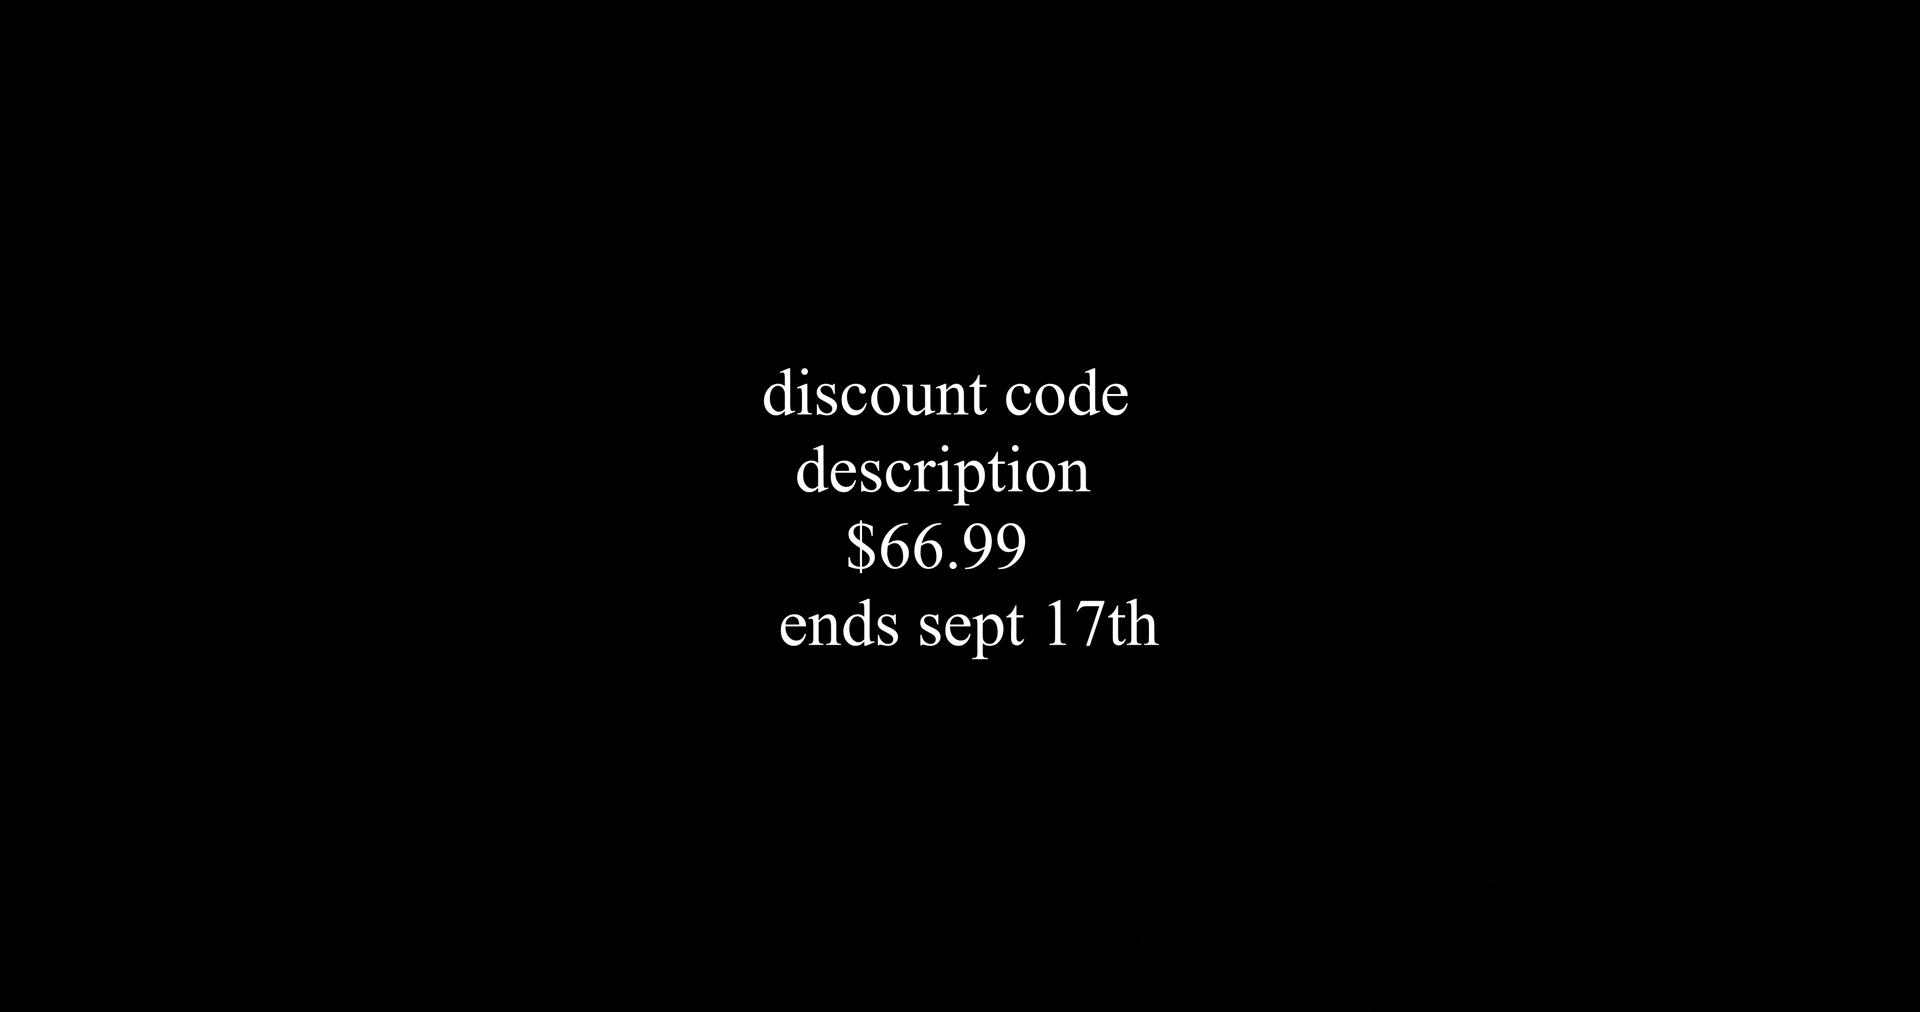 discount code
description
$66.99
ends sept 17th